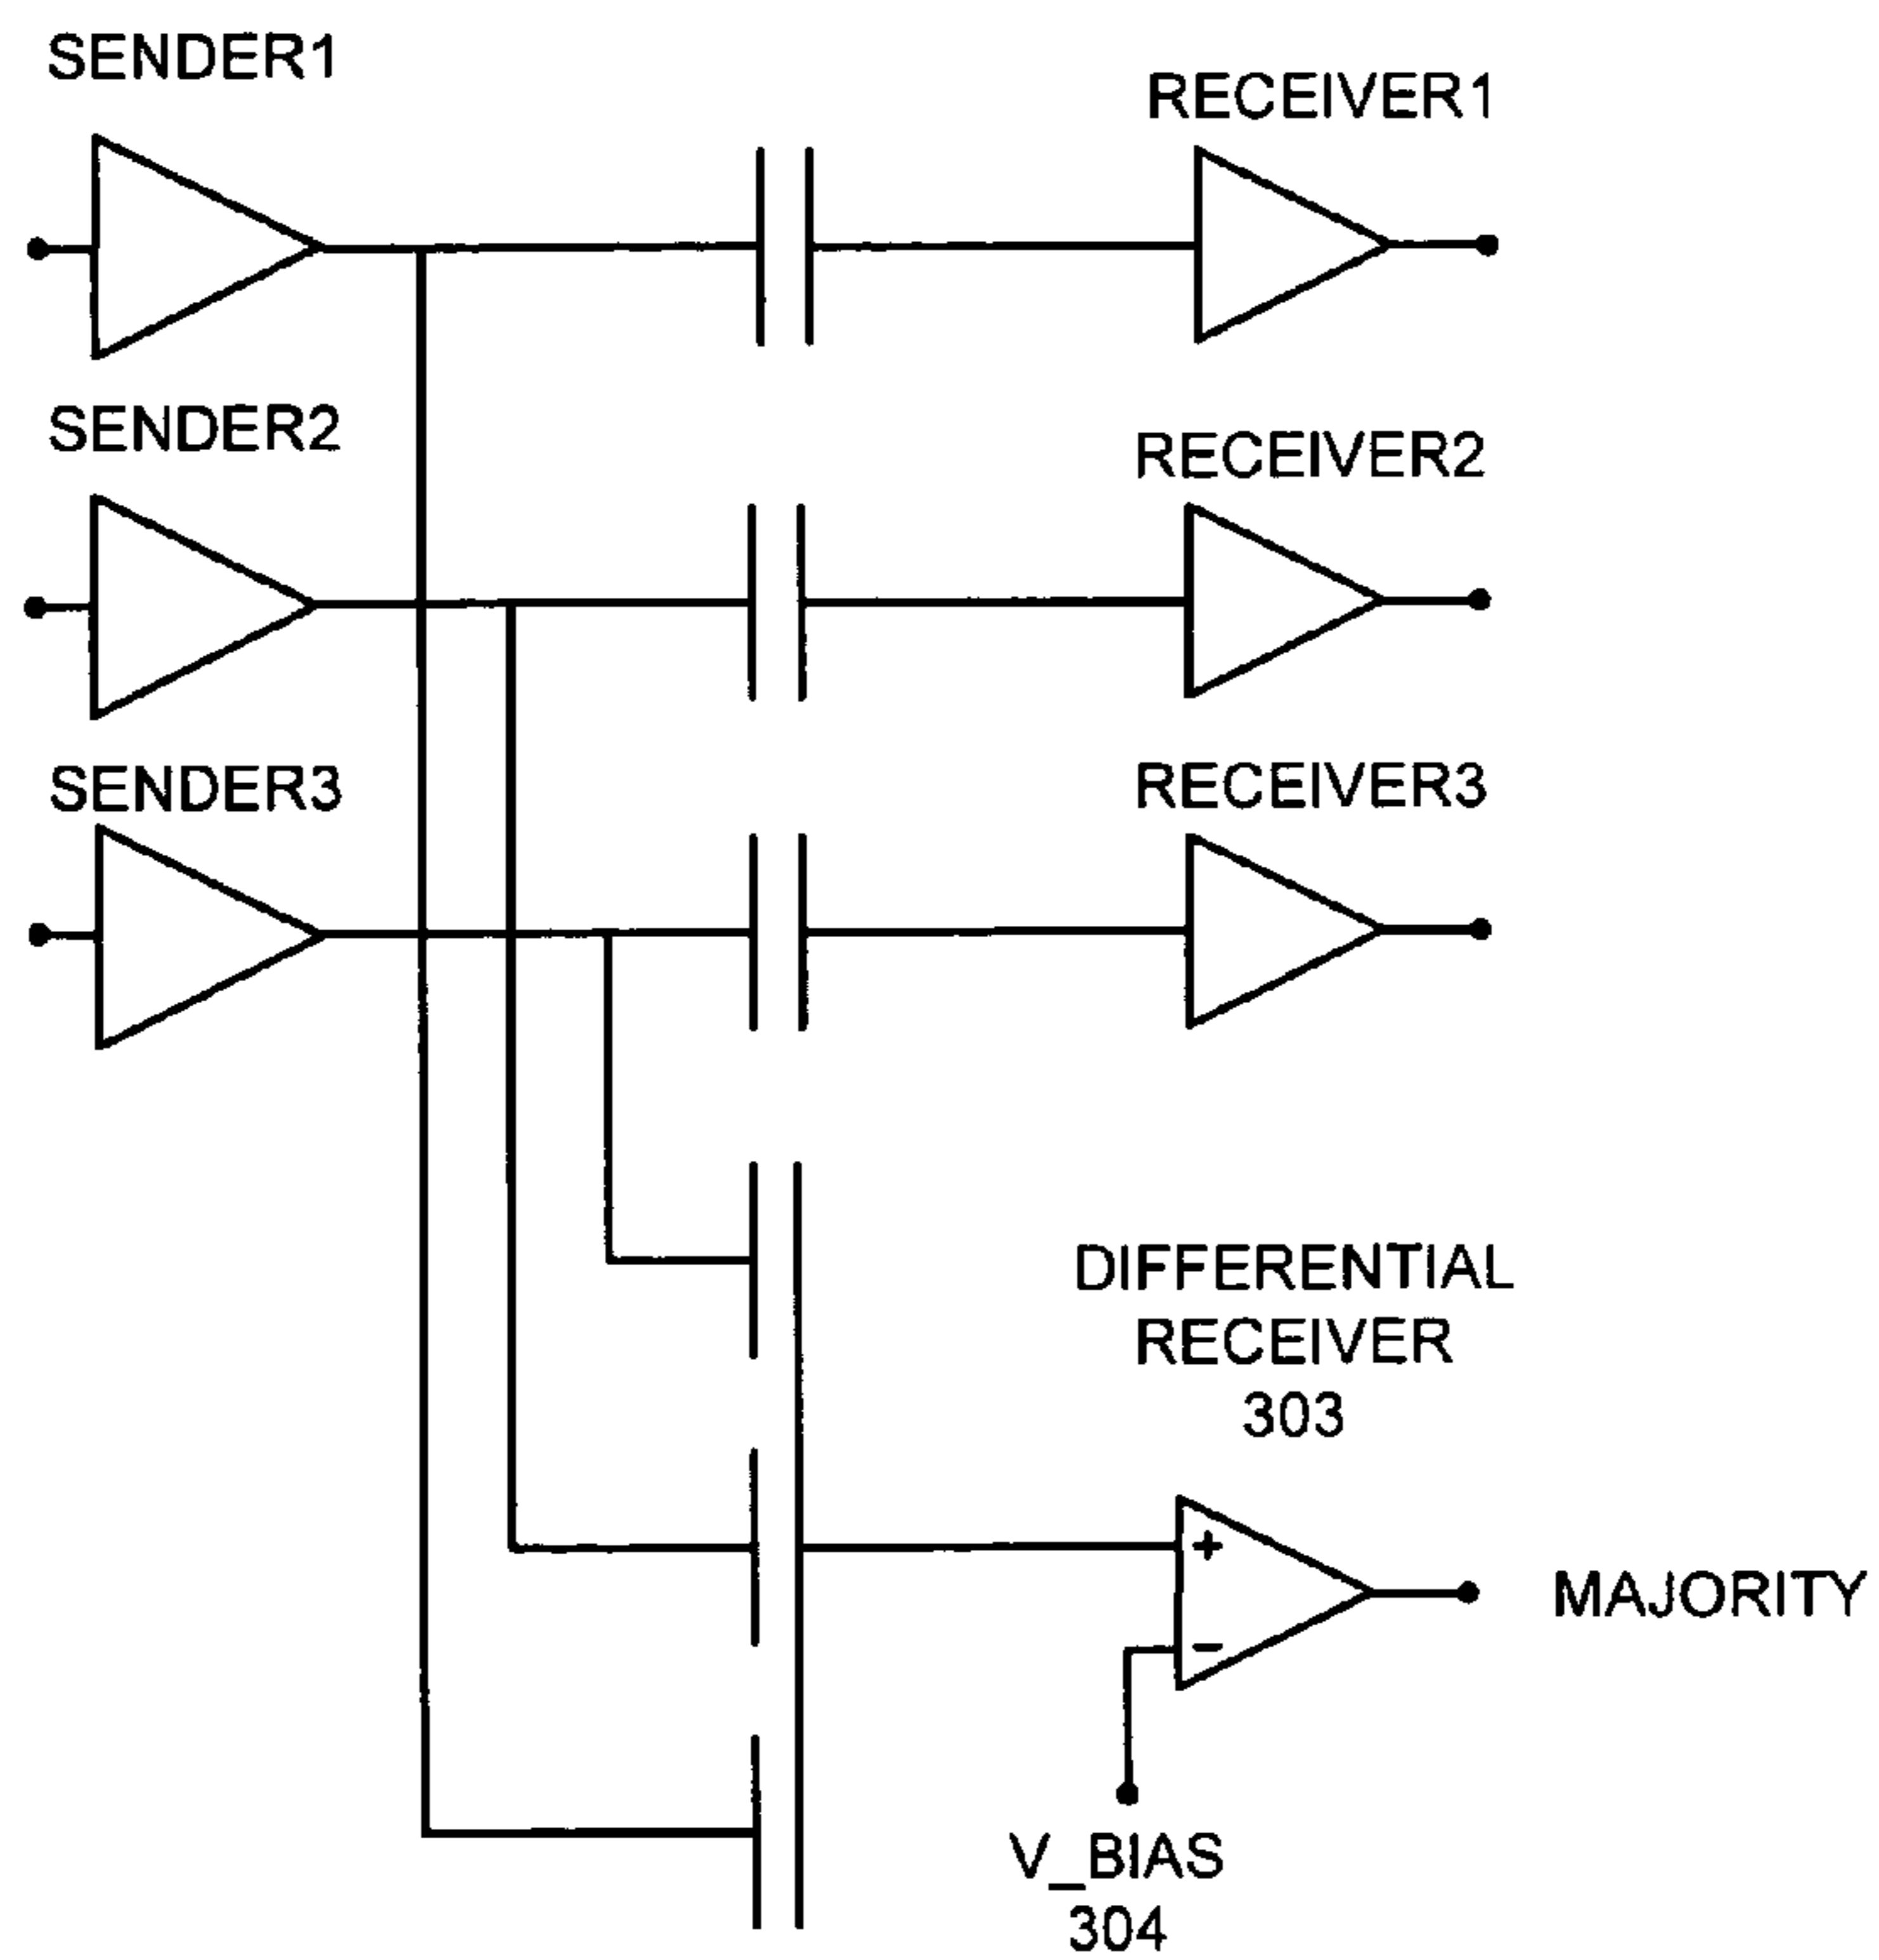 SENDER1
RECEIVER1
SENDER2
RECEIVER2
SENDER3
RECEIVER3
DIFFERENTIAL
RECEIVER
303
+
MAJORITY
−
V_BIAS
304